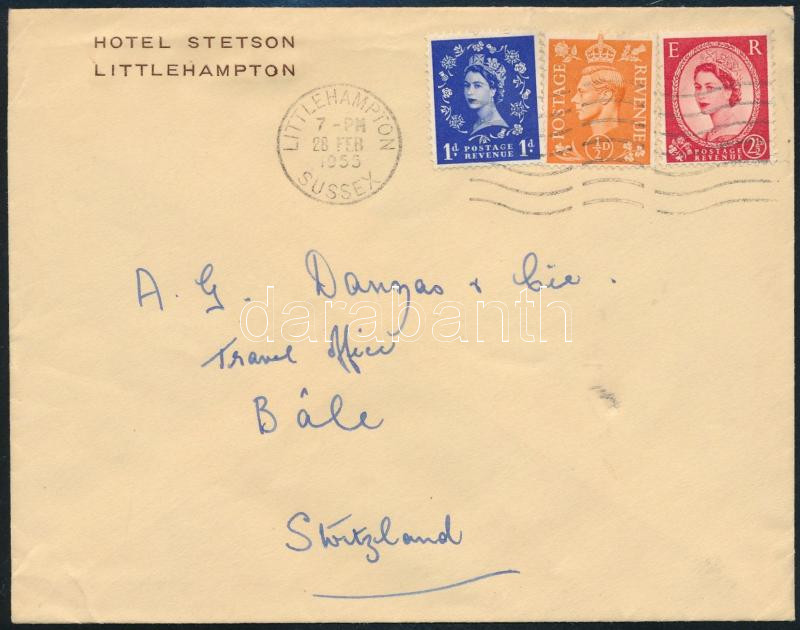 HOTEL STETSON
LITTLEHAMPTON
LITTLEHAMPTON
7-PM
28 FEB
1955
SUSSEX
1d POSTAGE REVENUE 1d
POSTAGE REVENUE
½D
E R
POSTAGE REVENUE 2½D
A. G. Danzas & Cie.
darabanth
Travel office
Bâle
Switzland